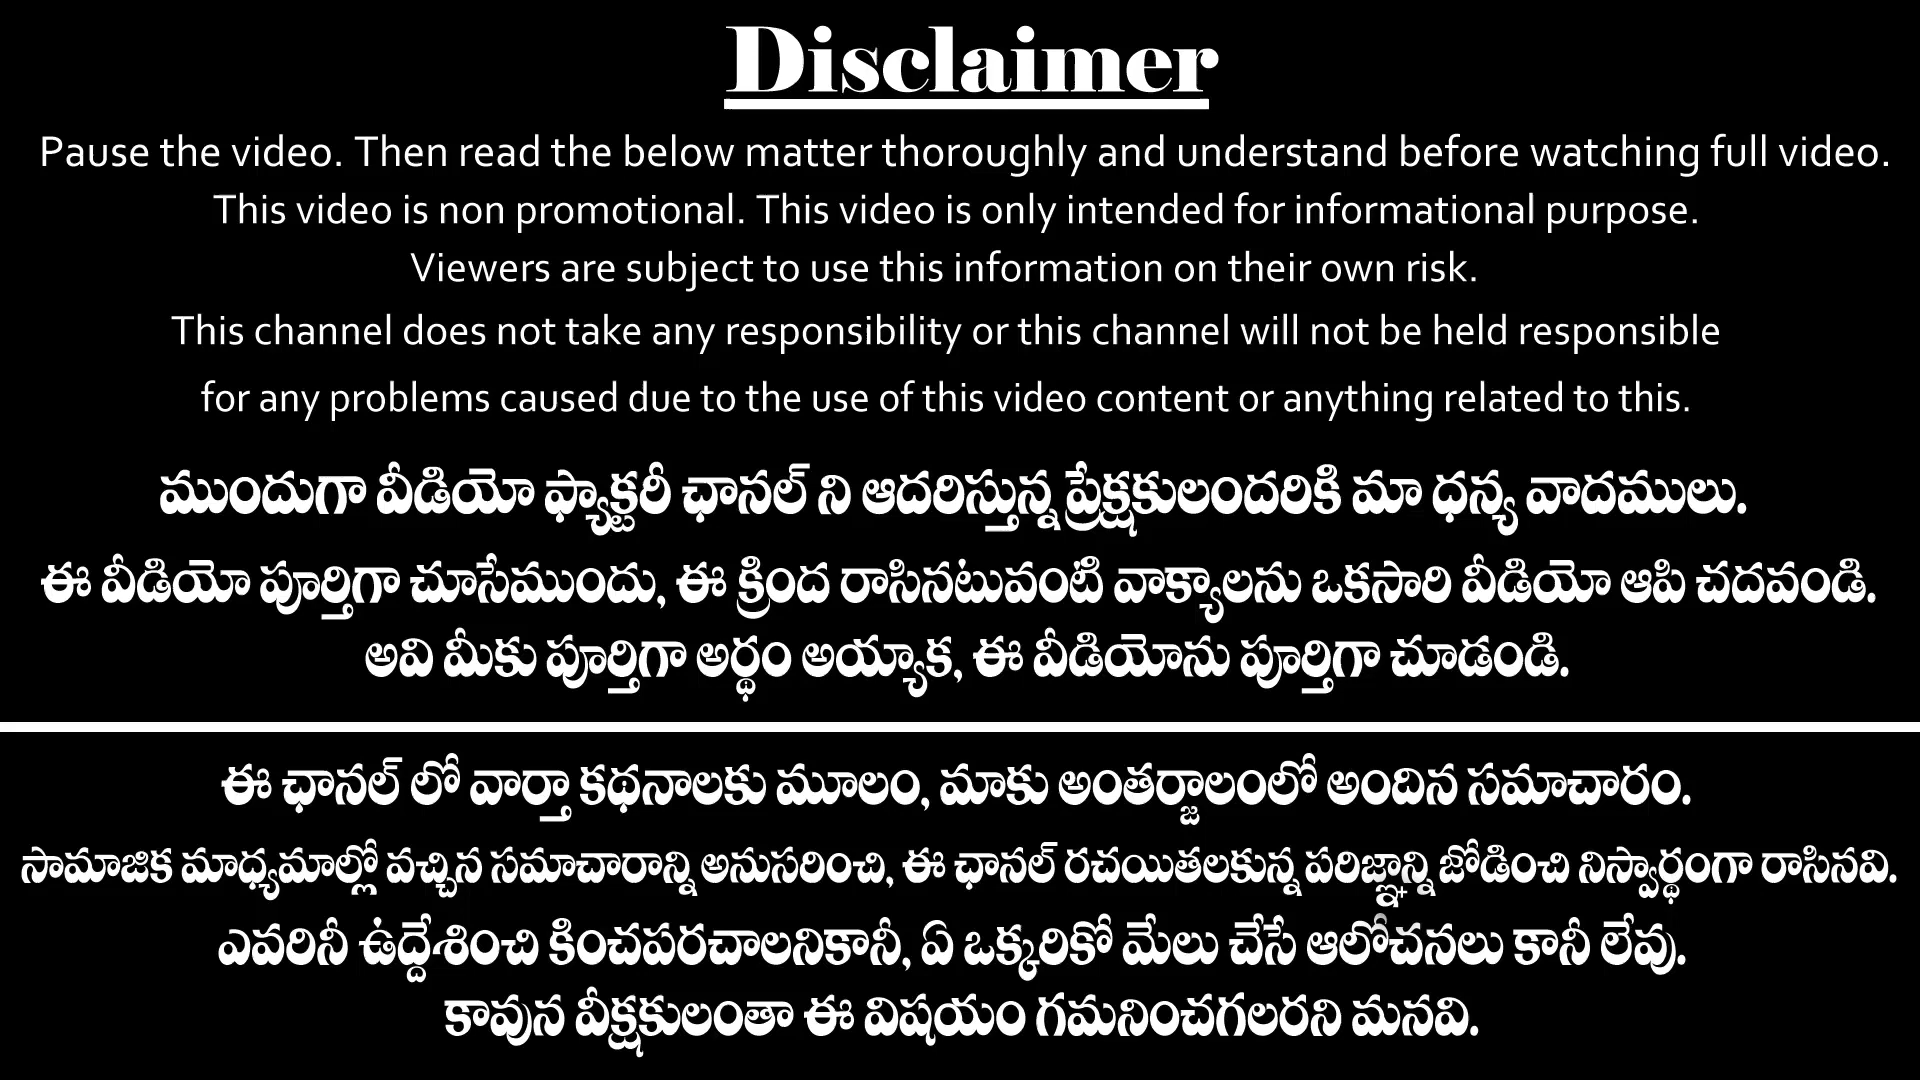 Disclaimer
Pause the video. Then read the below matter thoroughly and understand before watching full video.
This video is non promotional. This video is only intended for informational purpose.
Viewers are subject to use this information on their own risk.
This channel does not take any responsibility or this channel will not be held responsible
for any problems caused due to the use of this video content or anything related to this.
ముందుగా వీడియో ఫ్యాక్టరీ ఛానల్ ని ఆదరిస్తున్న ప్రేక్షకులందరికి మా ధన్య వాదములు.
ఈ వీడియో పూర్తిగా చూసేముందు, ఈ క్రింద రాసినటువంటి వాక్యాలను ఒకసారి వీడియో ఆపి చదవండి.
అవి మీకు పూర్తిగా అర్థం అయ్యాక, ఈ వీడియోను పూర్తిగా చూడండి.
ఈ ఛానల్ లో వార్తా కథనాలకు మూలం, మాకు అంతర్జాలంలో అందిన సమాచారం.
సామాజిక మాధ్యమాల్లో వచ్చిన సమాచారాన్ని అనుసరించి, ఈ ఛానల్ రచయితలకున్న పరిజ్ఞాన్ని జోడించి నిస్వార్థంగా రాసినవి.
ఎవరినీ ఉద్దేశించి కించపరచాలనికానీ, ఏ ఒక్కరికో మేలు చేసే ఆలోచనలు కానీ లేవు.
కావున వీక్షకులంతా ఈ విషయం గమనించగలరని మనవి.